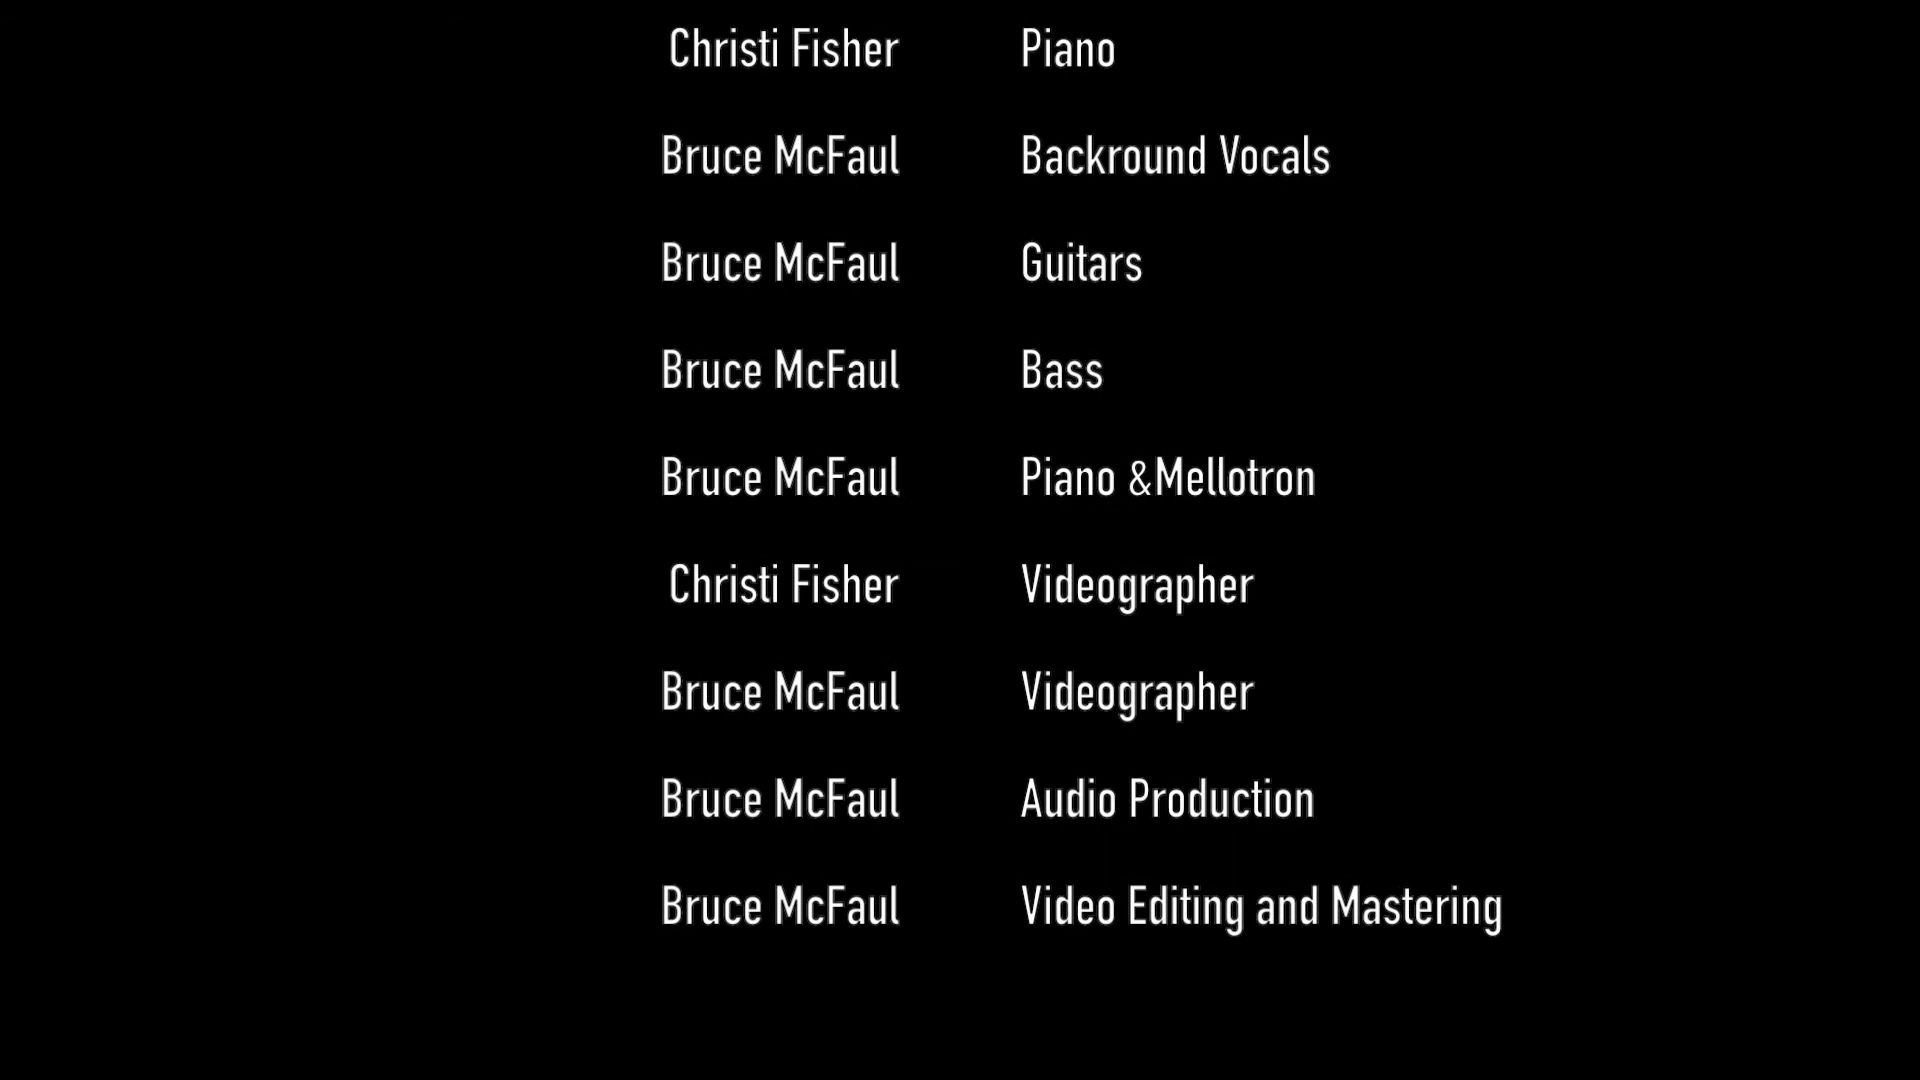 Christi Fisher Piano
Bruce McFaul Backround Vocals
Bruce McFaul Guitars
Bruce McFaul Bass
Bruce McFaul Piano &Mellotron
Christi Fisher Videographer
Bruce McFaul Videographer
Bruce McFaul Audio Production
Bruce McFaul Video Editing and Mastering